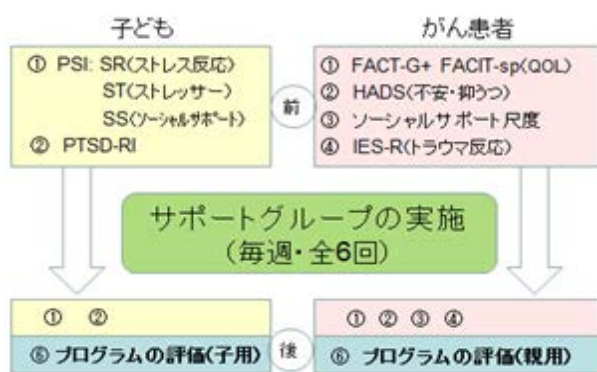 子ども
① PSI: SR(ストレス反応)
ST(ストレッサー)
SS(ソーシャルサポート)
② PTSD-RI
前
がん患者
① FACT-G+ FACIT-sp(QOL)
② HADS(不安・抑うつ)
③ ソーシャルサポート尺度
④ IES-R(トラウマ反応)
サポートグループの実施
(毎週・全6回)
① ②
⑥ プログラムの評価(子用)
後
① ② ③ ④
⑥ プログラムの評価(親用)